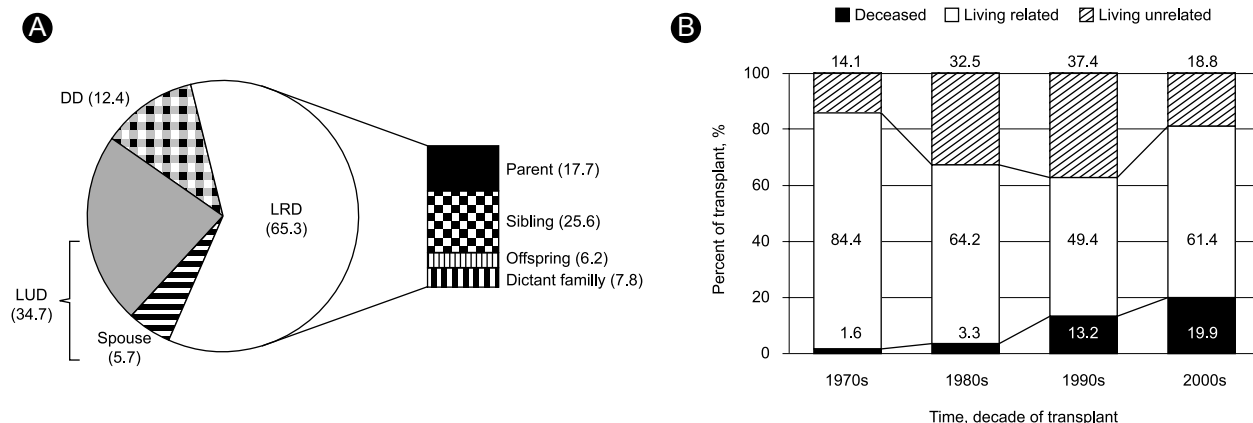 A
DD (12.4)
LRD
(65.3)
LUD
(34.7)
Spouse
(5.7)
Parent (17.7)
Sibling (25.6)
Offspring (6.2)
Dictant familly (7.8)
B
Deceased Living related Living unrelated
Percent of transplant, %
100
80
60
40
20
0
14.1 32.5 37.4 18.8
84.4 64.2 49.4 61.4
1.6 3.3 13.2 19.9
1970s 1980s 1990s 2000s
Time, decade of transplant